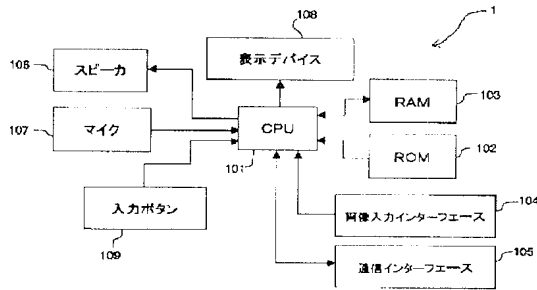 108
1
表示デバイス
106
スピーカ
107
マイク
CPU
101
RAM
103
ROM
102
入力ボタン
109
画像入力インターフェース
104
通信インターフェース
105